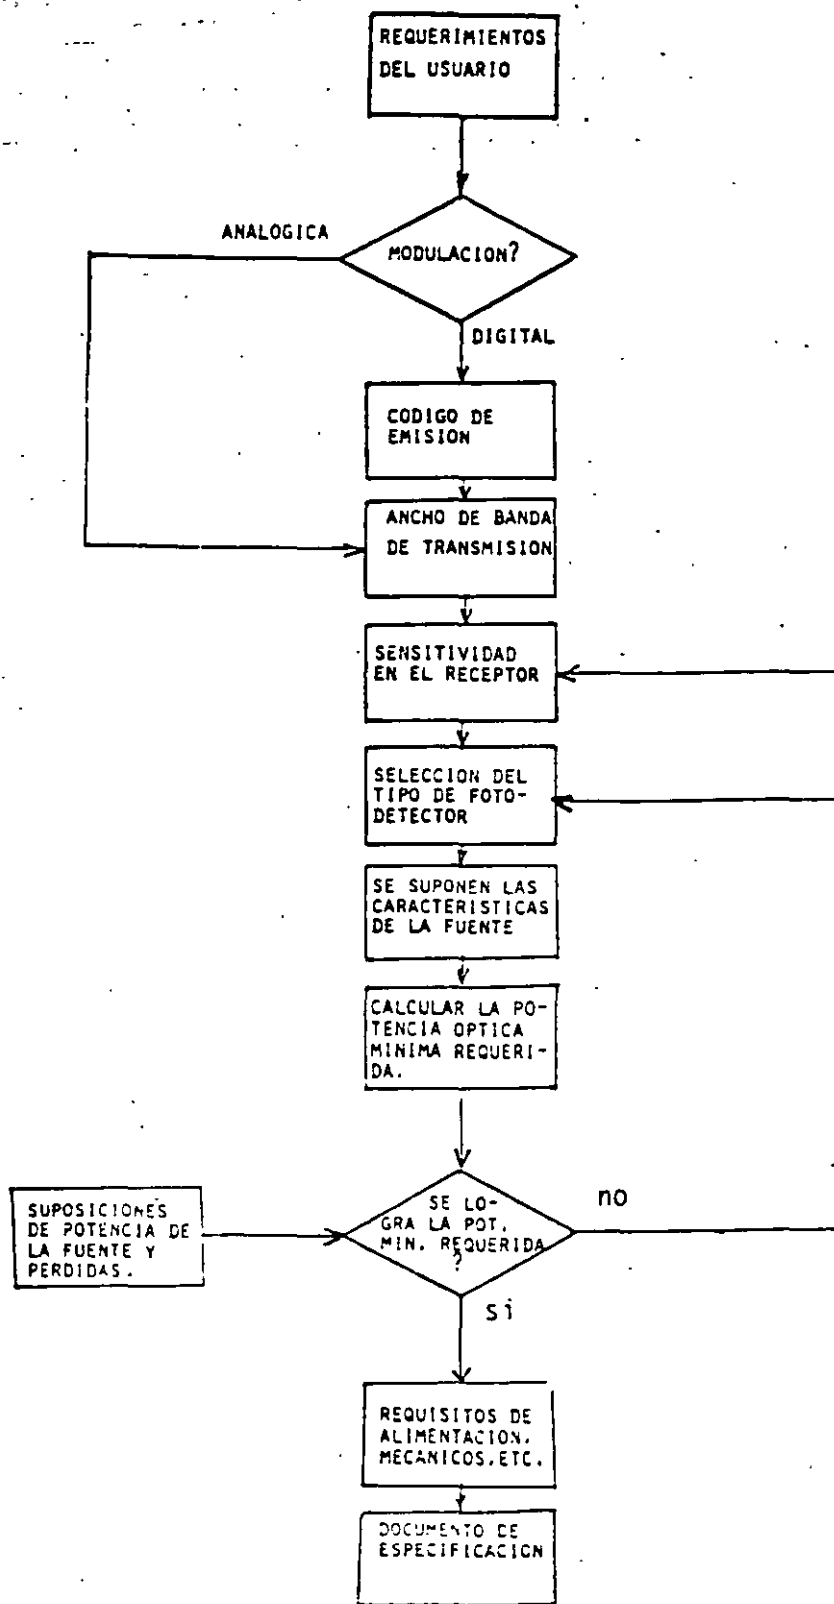 REQUERIMIENTOS
DEL USUARIO
ANALOGICA
MODULACION?
DIGITAL
CODIGO DE
EMISION
ANCHO DE BANDA
DE TRANSMISION
SENSITIVIDAD
EN EL RECEPTOR
SELECCION DEL
TIPO DE FOTO-
DETECTOR
SE SUPONEN LAS
CARACTERISTICAS
DE LA FUENTE
CALCULAR LA PO-
TENCIA OPTICA
MINIMA REQUERI-
DA.
SE LO-
GRA LA POT.
MIN. REQUERIDA
?
no
SUPOSICIONES
DE POTENCIA DE
LA FUENTE Y
PERDIDAS.
si
REQUISITOS DE
ALIMENTACION.
MECANICOS.ETC.
DOCUMENTO DE
ESPECIFICACION